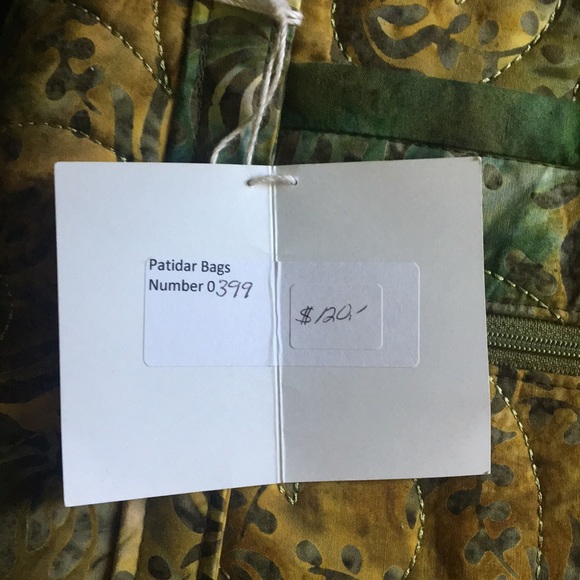 Patidar Bags
Number 0399
$120.-